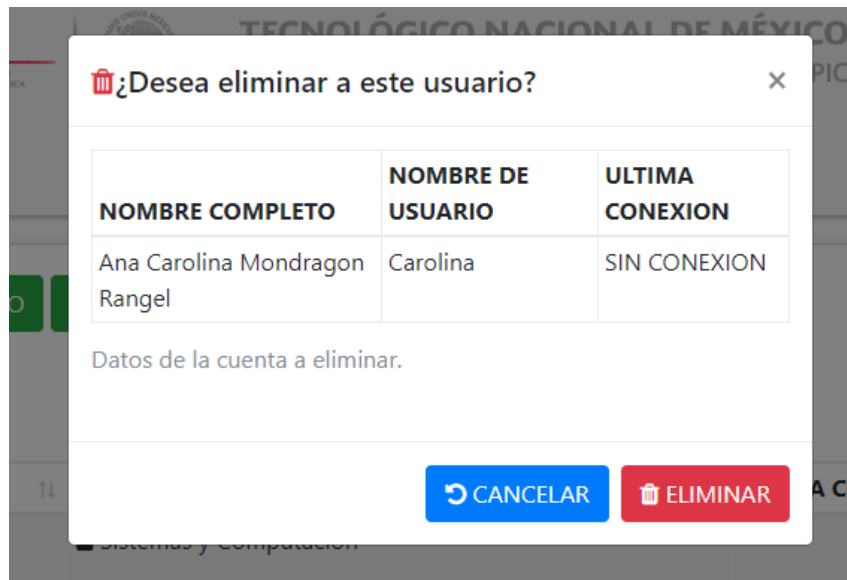 TECNOLÓGICO NACIONAL DE MÉXICO
¿Desea eliminar a este usuario?
×
NOMBRE COMPLETO
NOMBRE DE
USUARIO
ULTIMA
CONEXION
Ana Carolina Mondragon
Rangel
Carolina
SIN CONEXION
Datos de la cuenta a eliminar.
CANCELAR
ELIMINAR
Sistemas y Computación